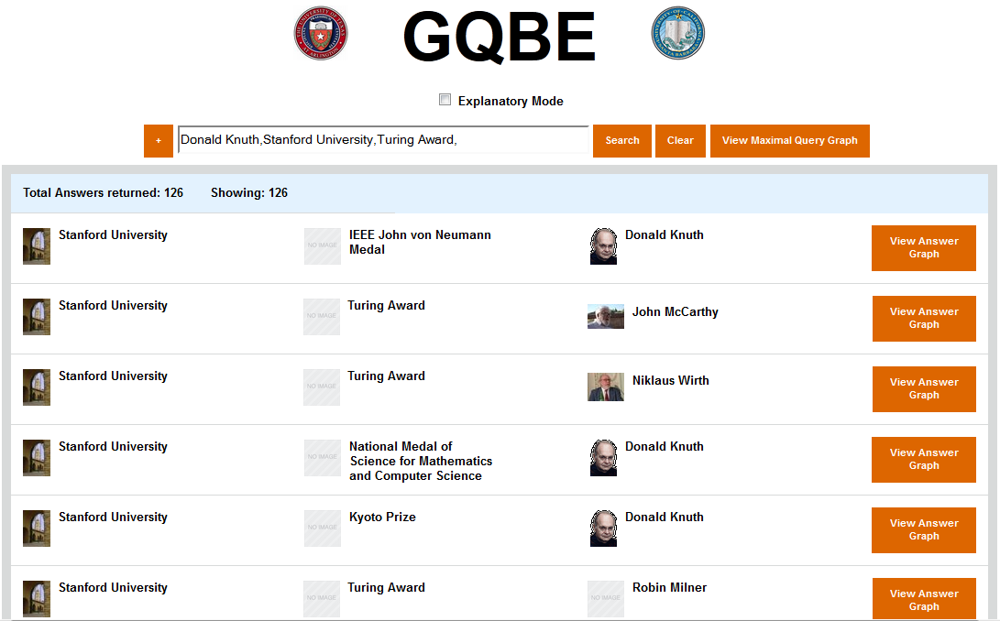 GQBE
Explanatory Mode
+ Donald Knuth,Stanford University,Turing Award, Search Clear View Maximal Query Graph
Total Answers returned: 126 Showing: 126
Stanford University
NO IMAGE
IEEE John von Neumann
Medal
Donald Knuth
View Answer
Graph
Stanford University
NO IMAGE
Turing Award
John McCarthy
View Answer
Graph
Stanford University
NO IMAGE
Turing Award
Niklaus Wirth
View Answer
Graph
Stanford University
NO IMAGE
National Medal of
Science for Mathematics
and Computer Science
Donald Knuth
View Answer
Graph
Stanford University
NO IMAGE
Kyoto Prize
Donald Knuth
View Answer
Graph
Stanford University
NO IMAGE
Turing Award
NO IMAGE
Robin Milner
View Answer
Graph